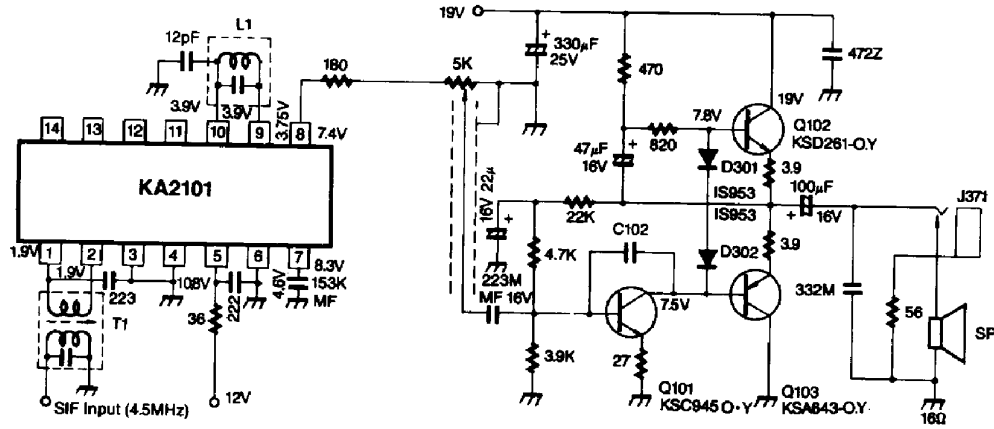 19V
L1
12pF
180
5K
330µF
25V
470
472Z
3.9V
3.9V
3.75V
7.4V
19V
7.8V
Q102
KSD261-O.Y
14
13
12
11
10
9
8
820
47µF
16V
D301
3.9
KA2101
16V 22µ
22K
IS953
IS953
100µF
16V
J371
C102
1.9V
1
2
3
4
5
6
7
4.7K
D302
3.9
1.9V
223
10.8V
222
4.6V
8.3V
153K
MF
223M
MF 16V
7.5V
332M
56
SP
T1
36
3.9K
27
Q101
KSC945 O·Y
Q103
KSA643-O.Y
SIF Input (4.5MHz)
12V
16Ω